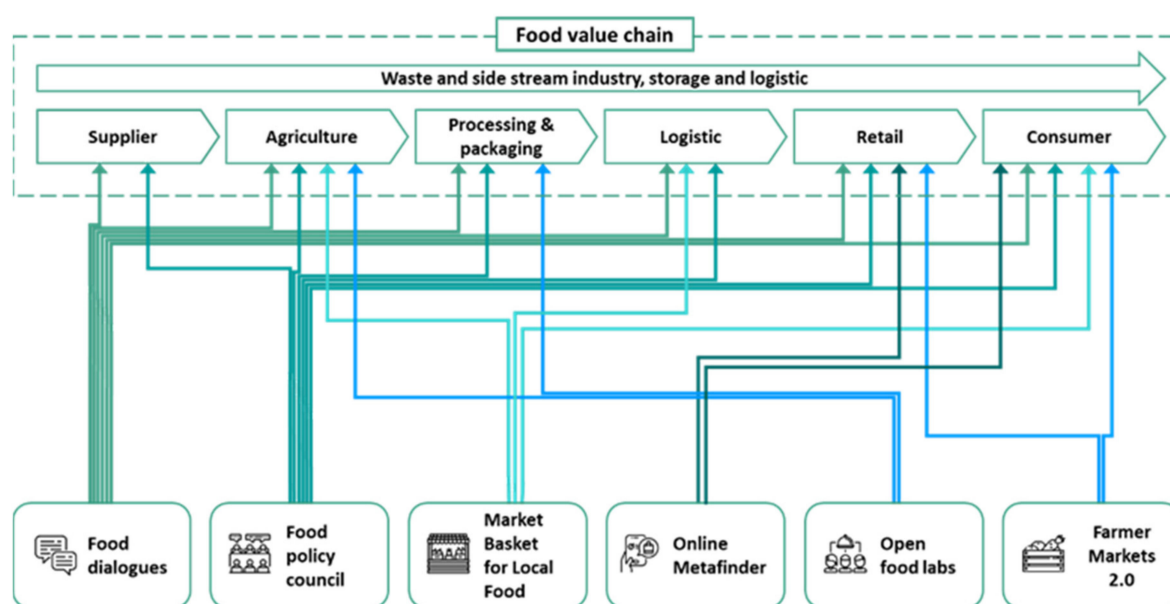 Food value chain
Waste and side stream industry, storage and logistic
Supplier
Agriculture
Processing &
packaging
Logistic
Retail
Consumer
Food
dialogues
Food
policy
council
Market
Basket
for Local
Food
Online
Metafinder
Open
food labs
Farmer
Markets
2.0